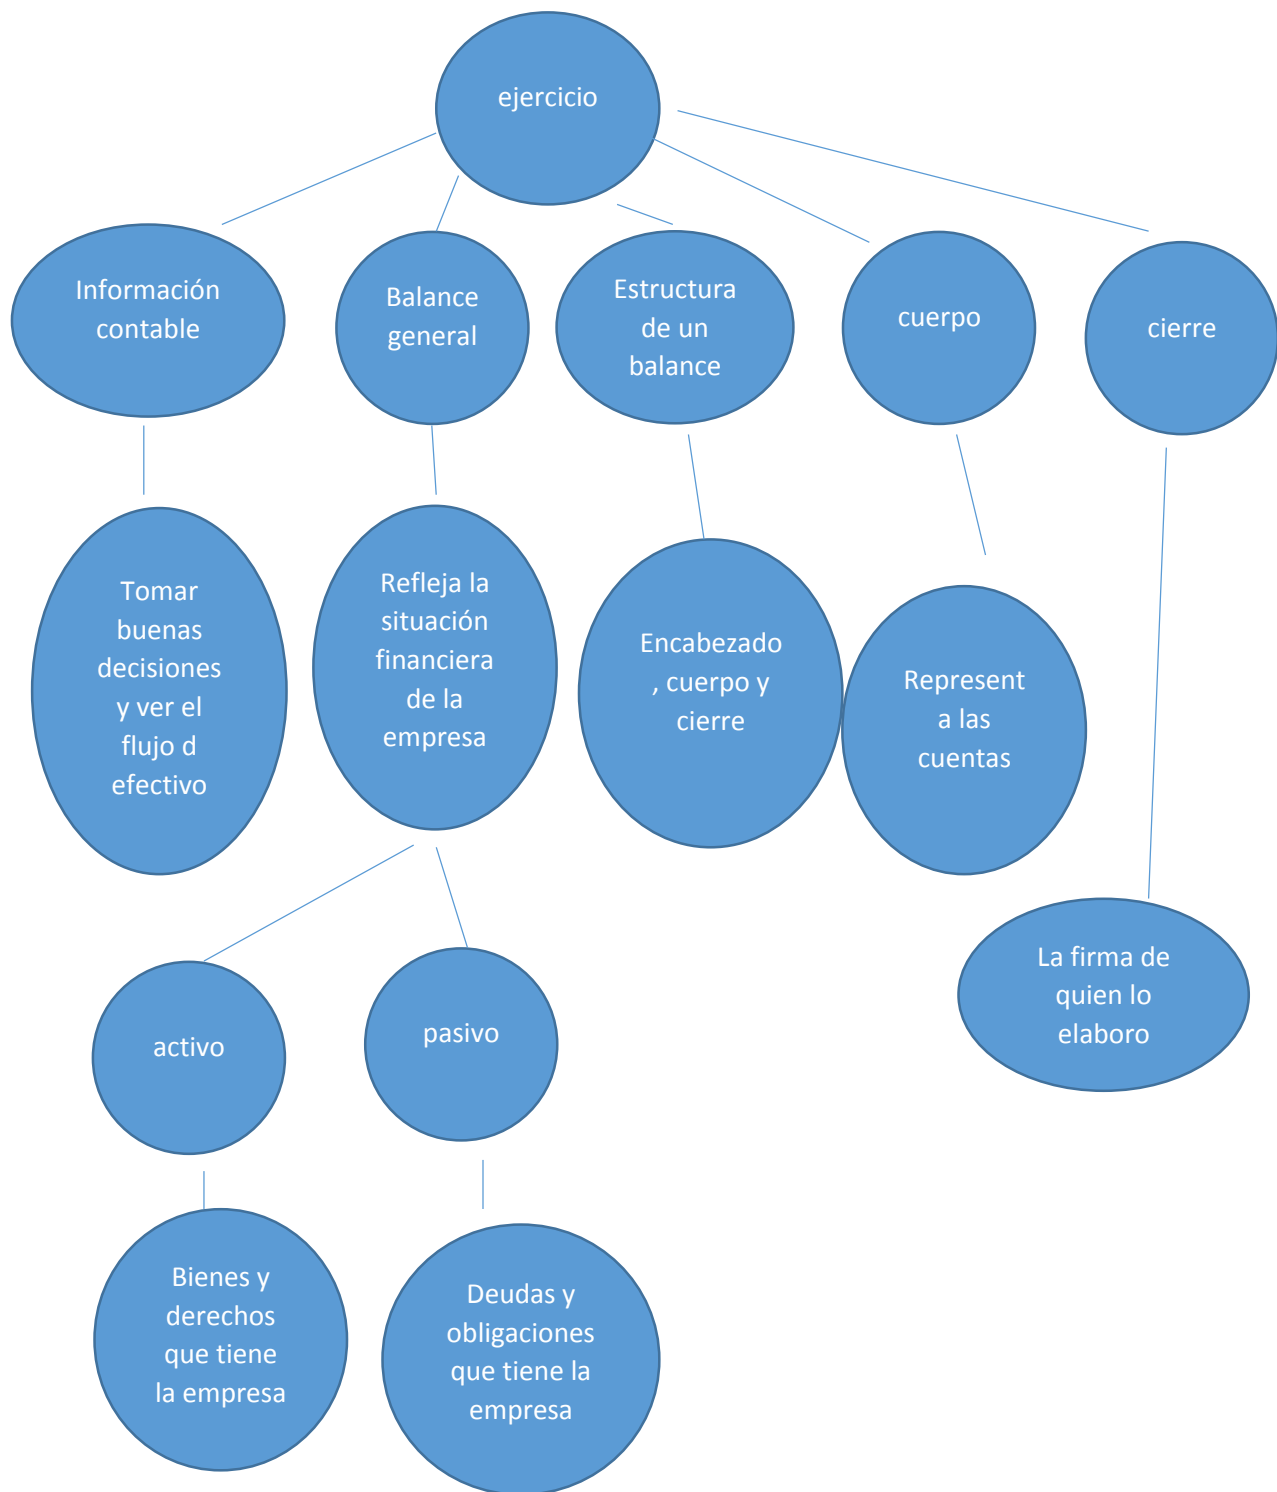 ejercicio
Información
contable
Balance
general
Estructura
de un
balance
cuerpo
cierre
Tomar
buenas
decisiones
y ver el
flujo d
efectivo
Refleja la
situación
financiera
de la
empresa
Encabezado
, cuerpo y
cierre
Represent
a las
cuentas
La firma de
quien lo
elaboro
activo
pasivo
Bienes y
derechos
que tiene
la empresa
Deudas y
obligaciones
que tiene la
empresa